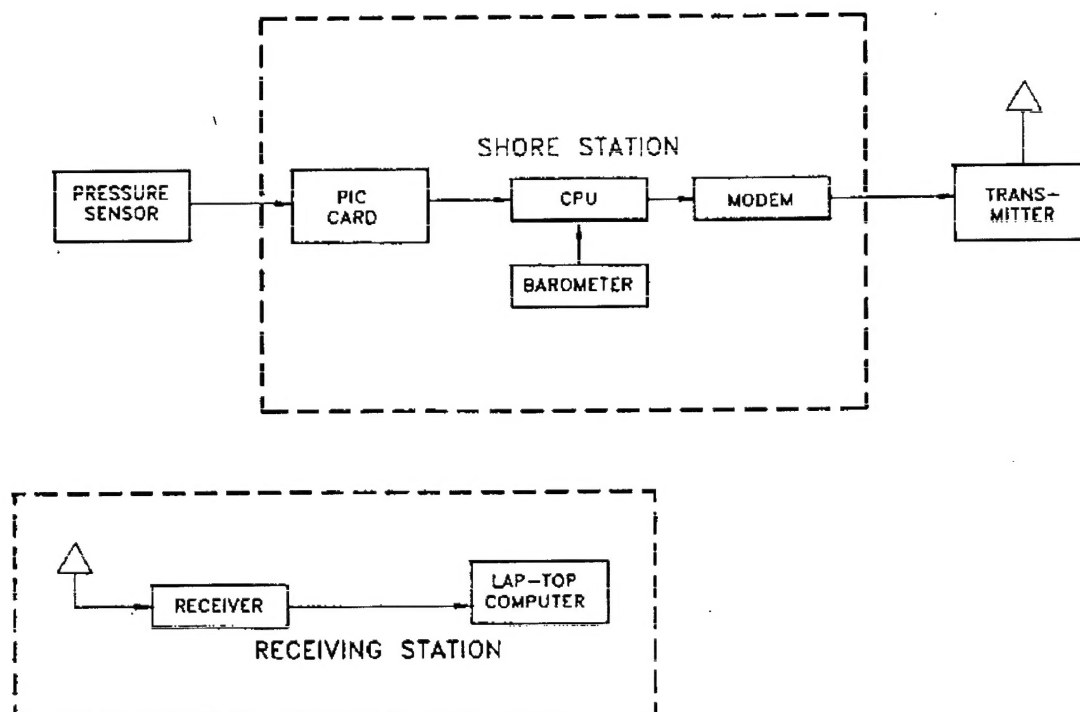 SHORE STATION
PRESSURE
SENSOR
PIC
CARD
CPU
MODEM
TRANS-
MITTER
BAROMETER
RECEIVER
LAP-TOP
COMPUTER
RECEIVING STATION